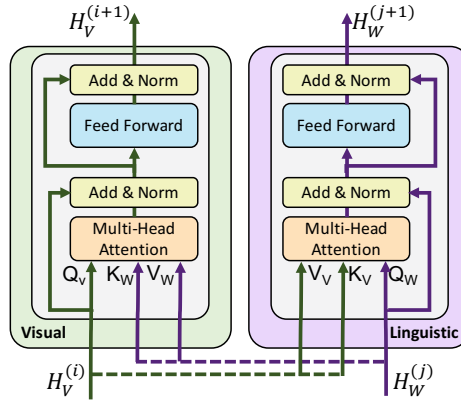 H_V^{(i+1)} H_W^{(j+1)}
Add & Norm Add & Norm
Feed Forward Feed Forward
Add & Norm Add & Norm
Multi-Head Attention Multi-Head Attention
Q_v K_W V_W V_V K_V Q_W
Visual Linguistic
H_V^{(i)} H_W^{(j)}